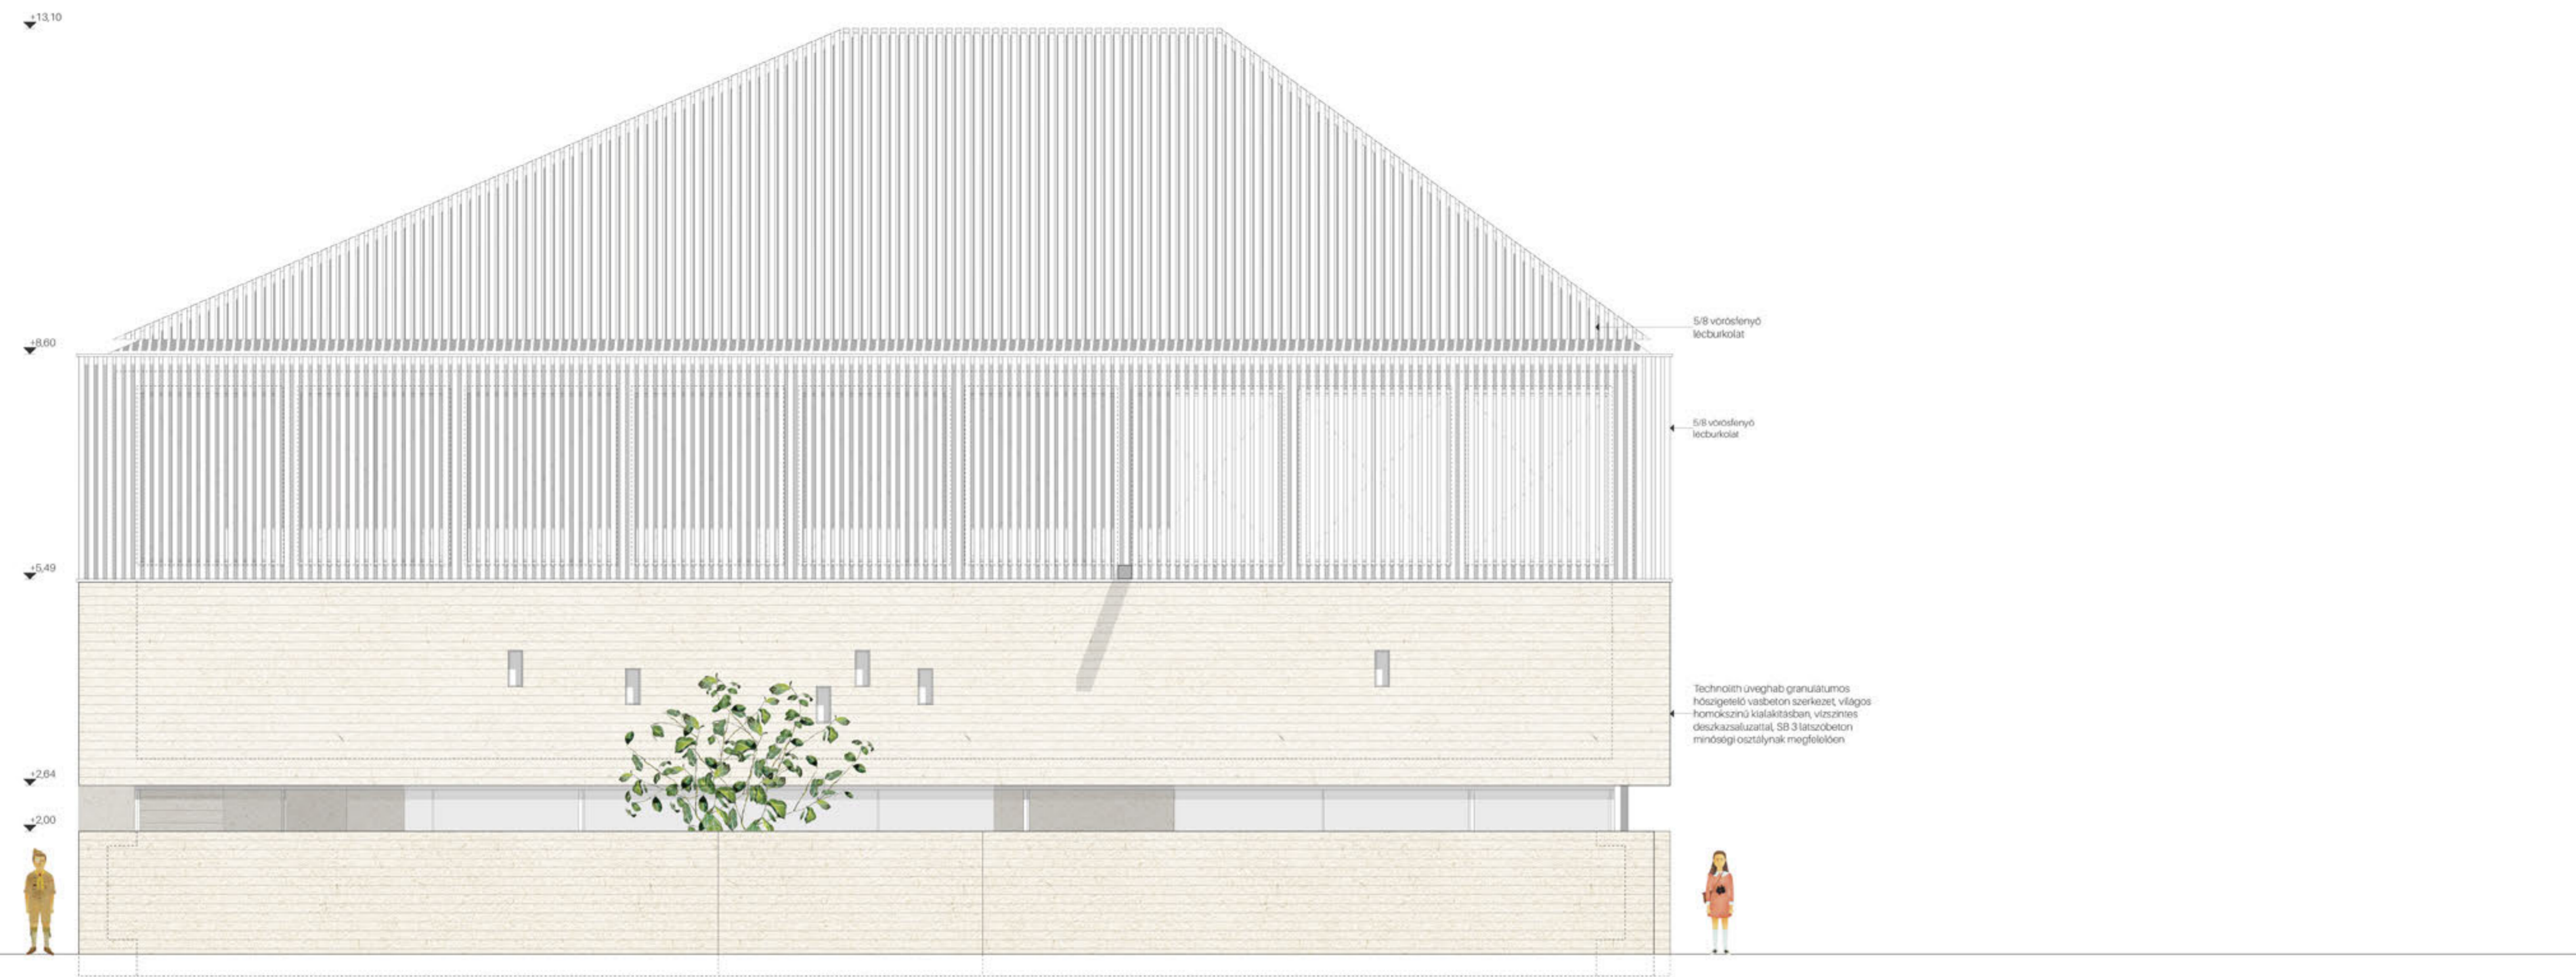 +13,10
+8,60
5/8 vörösfenyő
lécburkolat
5/8 vörösfenyő
lécburkolat
+5,49
Technolith üveghab granulátumos
hőszigetelő vasbeton szerkezet, világos
homokszínű kialakításban, vízszintes
deszkazsaluzattal, SB 3 látszóbeton
minőségi osztálynak megfelelően
+2,64
+2,00